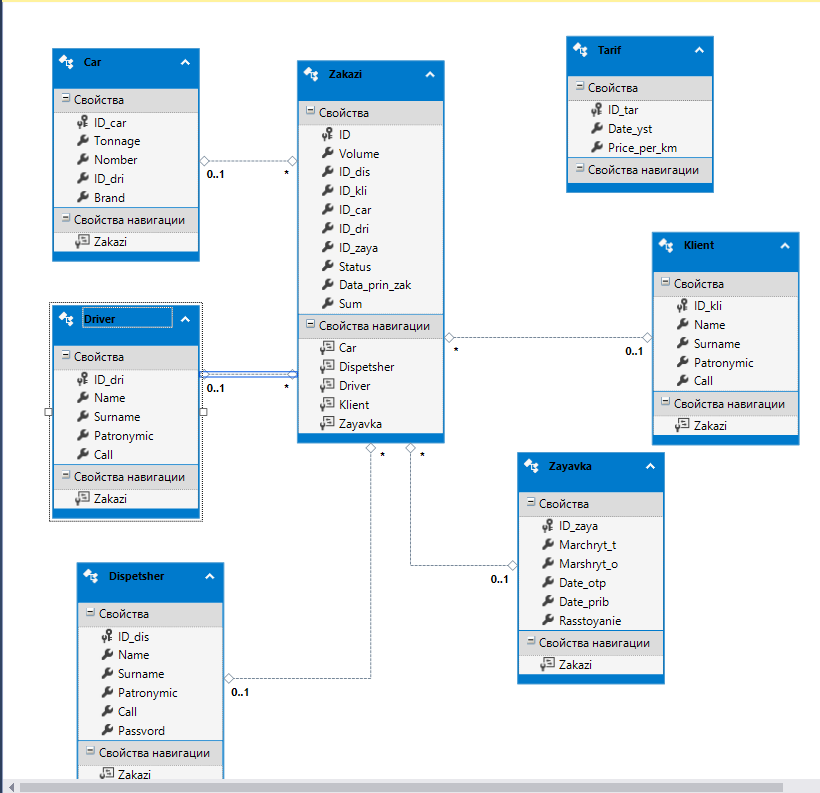 Car
Свойства
ID_car
Tonnage
Nomber
ID_dri
Brand
Свойства навигации
Zakazi
0..1
*
Zakazi
Свойства
ID
Volume
ID_dis
ID_kli
ID_car
ID_dri
ID_zaya
Status
Data_prin_zak
Sum
Свойства навигации
Car
Dispetsher
Driver
Klient
Zayavka
Tarif
Свойства
ID_tar
Date_yst
Price_per_km
Свойства навигации
Klient
Свойства
ID_kli
Name
Surname
Patronymic
Call
Свойства навигации
Zakazi
*
0..1
Driver
Свойства
ID_dri
Name
Surname
Patronymic
Call
Свойства навигации
Zakazi
0..1
*
*
*
Zayavka
Свойства
ID_zaya
Marchryt_t
Marshryt_o
Date_otp
Date_prib
Rasstoyanie
Свойства навигации
Zakazi
0..1
Dispetsher
Свойства
ID_dis
Name
Surname
Patronymic
Call
Passvord
Свойства навигации
Zakazi
0..1